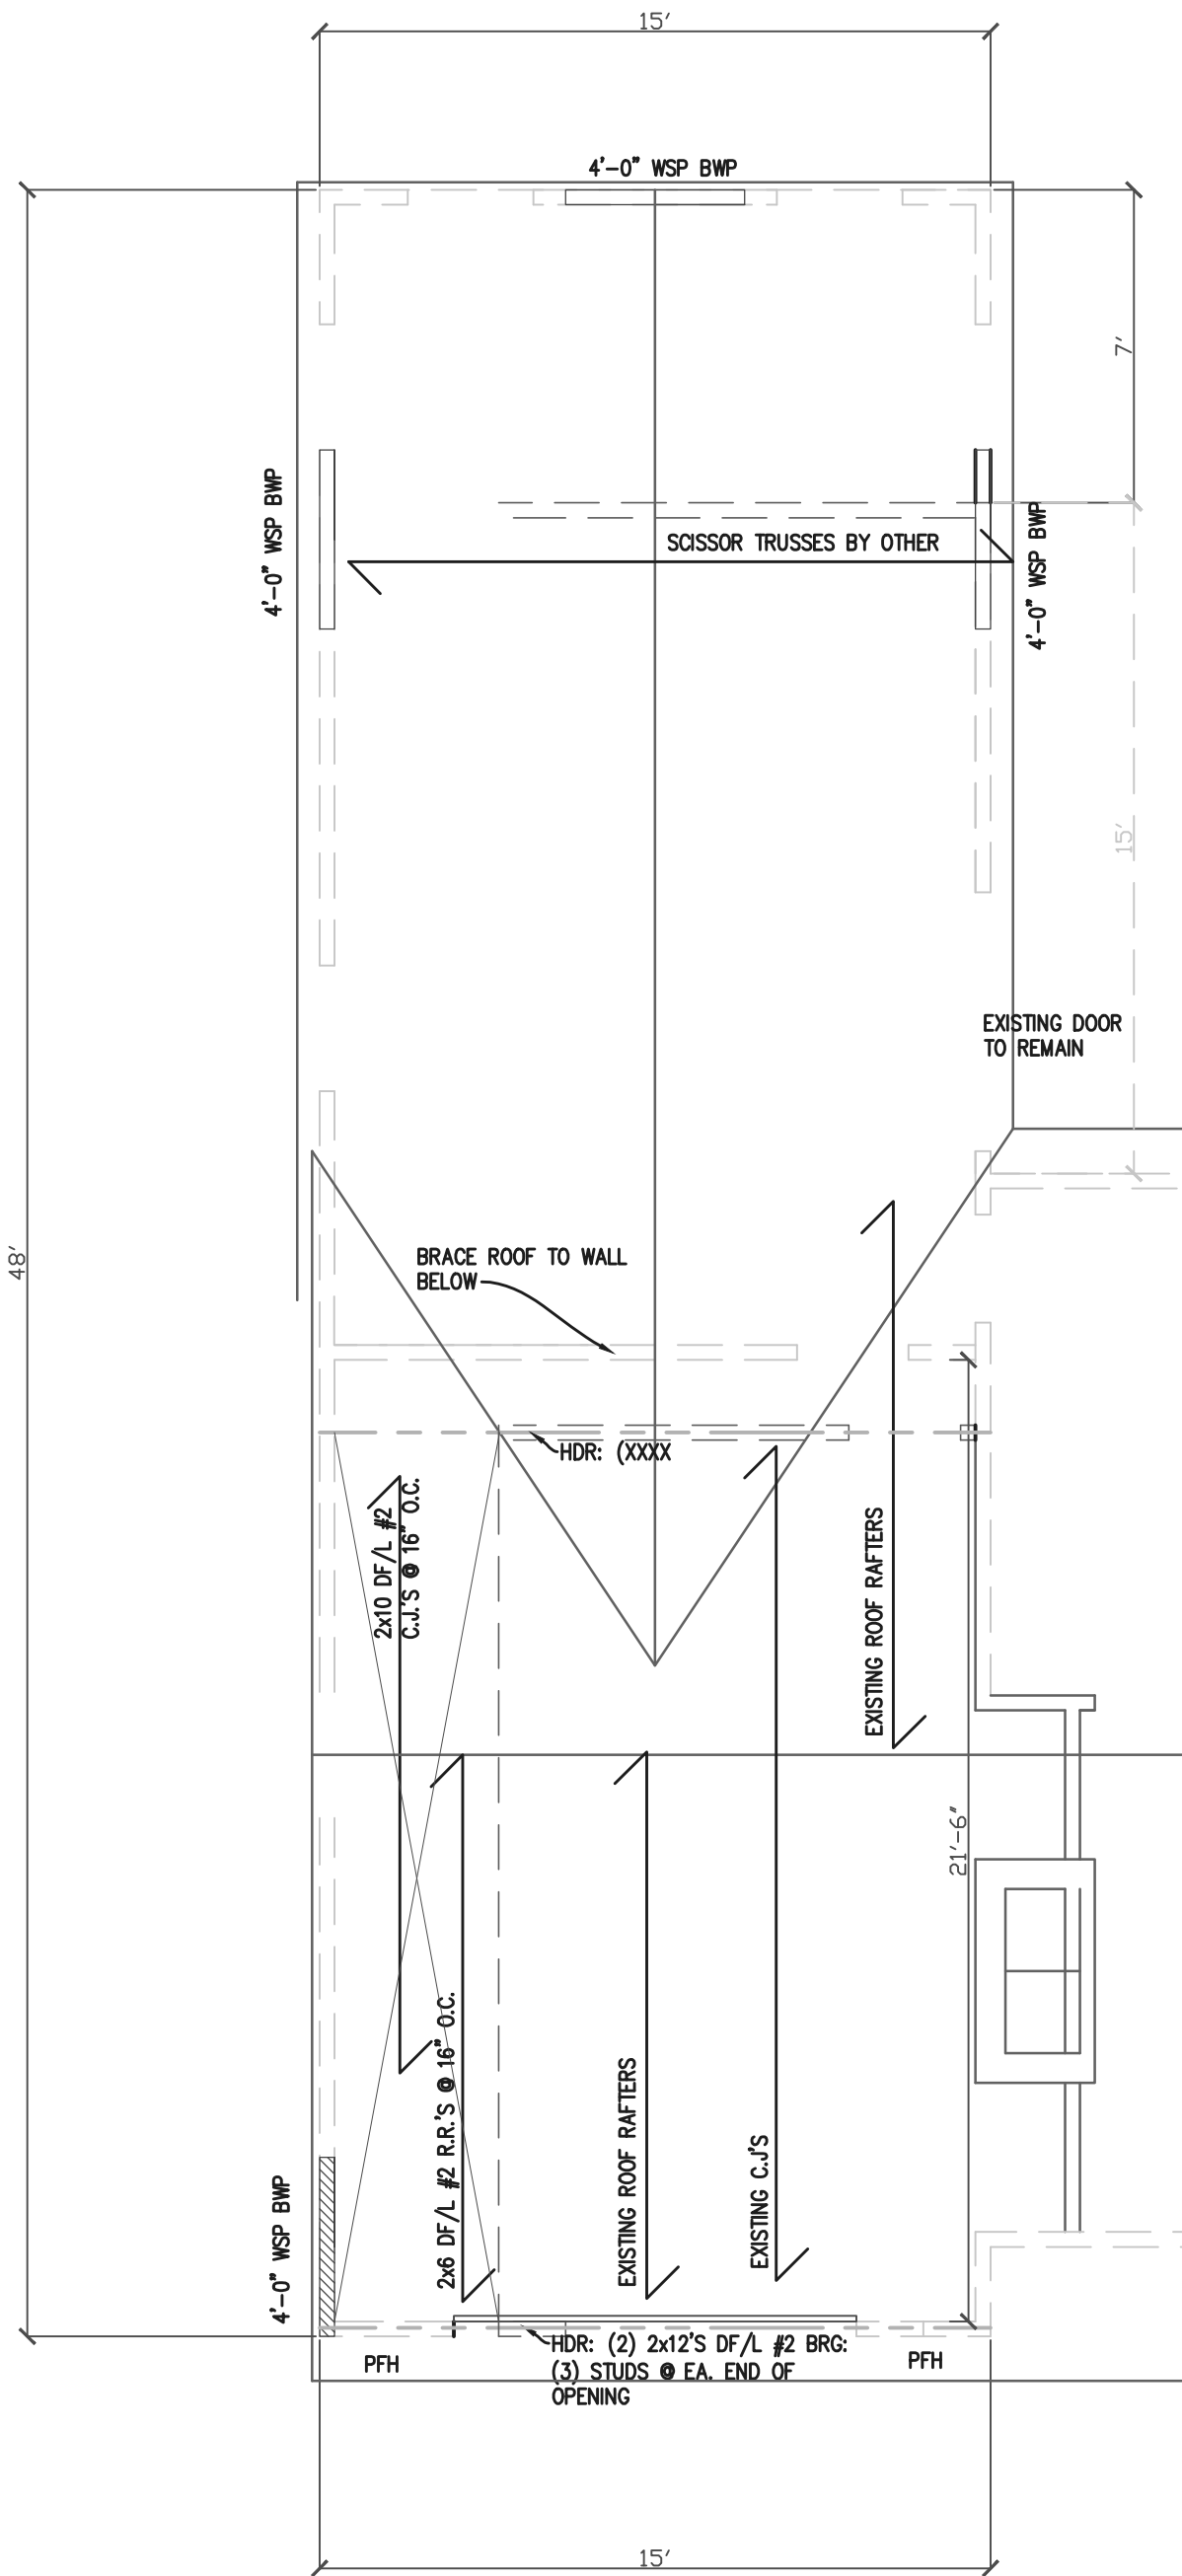 15'
4'-0" WSP BWP
7'
4'-0" WSP BWP
SCISSOR TRUSSES BY OTHER
4'-0" WSP BWP
15'
EXISTING DOOR
TO REMAIN
48'
BRACE ROOF TO WALL
BELOW
HDR: (XXXX
2x10 DF/L #2
C.J.'S @ 16" O.C.
EXISTING ROOF RAFTERS
21'-6"
2x6 DF/L #2 R.R.'S @ 16" O.C.
EXISTING ROOF RAFTERS
EXISTING C.J'S
4'-0" WSP BWP
HDR: (2) 2x12'S DF/L #2 BRG:
(3) STUDS @ EA. END OF
OPENING
PFH
PFH
15'